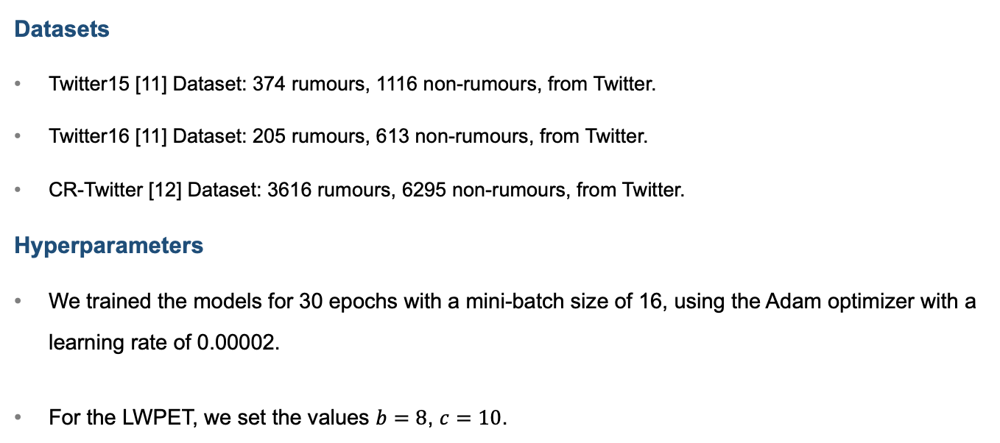 Datasets
• Twitter15 [11] Dataset: 374 rumours, 1116 non-rumours, from Twitter.
• Twitter16 [11] Dataset: 205 rumours, 613 non-rumours, from Twitter.
• CR-Twitter [12] Dataset: 3616 rumours, 6295 non-rumours, from Twitter.
Hyperparameters
• We trained the models for 30 epochs with a mini-batch size of 16, using the Adam optimizer with a
learning rate of 0.00002.
• For the LWPET, we set the values b = 8, c = 10.